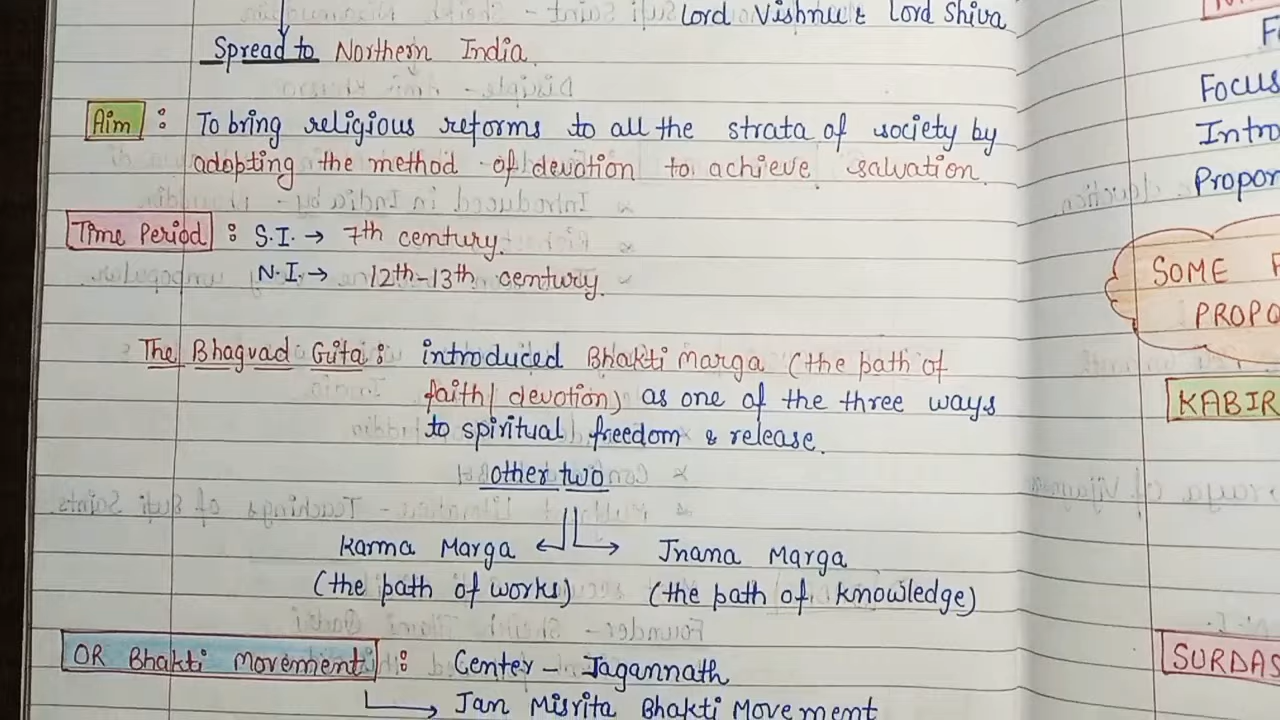 Lord Vishnu & Lord Shiva
Spread to Northern India.
Aim : To bring religious reforms to all the strata of society by
adopting the method of devotion to achieve salvation.
Time Period : S.I. → 7th century.
N.I. → 12th-13th century.
The Bhagvad Gita : introduced Bhakti Marga (the path of
faith/devotion) as one of the three ways
to spiritual freedom & release.
other two
Karma Marga ← → Jnana Marga
(the path of works) (the path of knowledge)
OR Bhakti Movement : Center - Jagannath
→ Jan Misrita Bhakti Movement
Focus
Intro
Propor
SOME
PROPO
KABIR
SURDAS